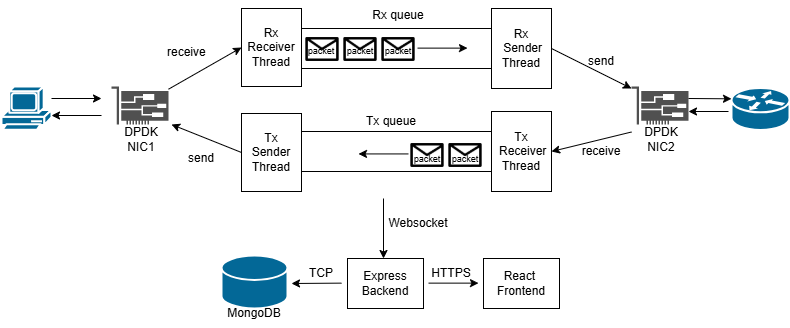 Rx queue
Rx
Receiver
Thread
packet
packet
packet
Rx
Sender
Thread
receive
send
DPDK
NIC1
DPDK
NIC2
Tx queue
Tx
Sender
Thread
packet
packet
Tx
Receiver
Thread
send
receive
Websocket
TCP
Express
Backend
HTTPS
React
Frontend
MongoDB